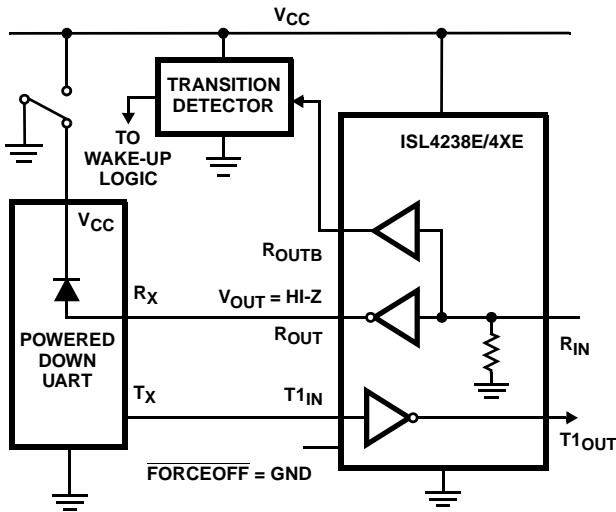 VCC
TRANSITION
DETECTOR
TO
WAKE-UP
LOGIC
ISL4238E/4XE
VCC
ROUTB
RX
VOUT = HI-Z
ROUT
RIN
POWERED
DOWN
UART
TX
T1IN
T1OUT
FORCEOFF = GND